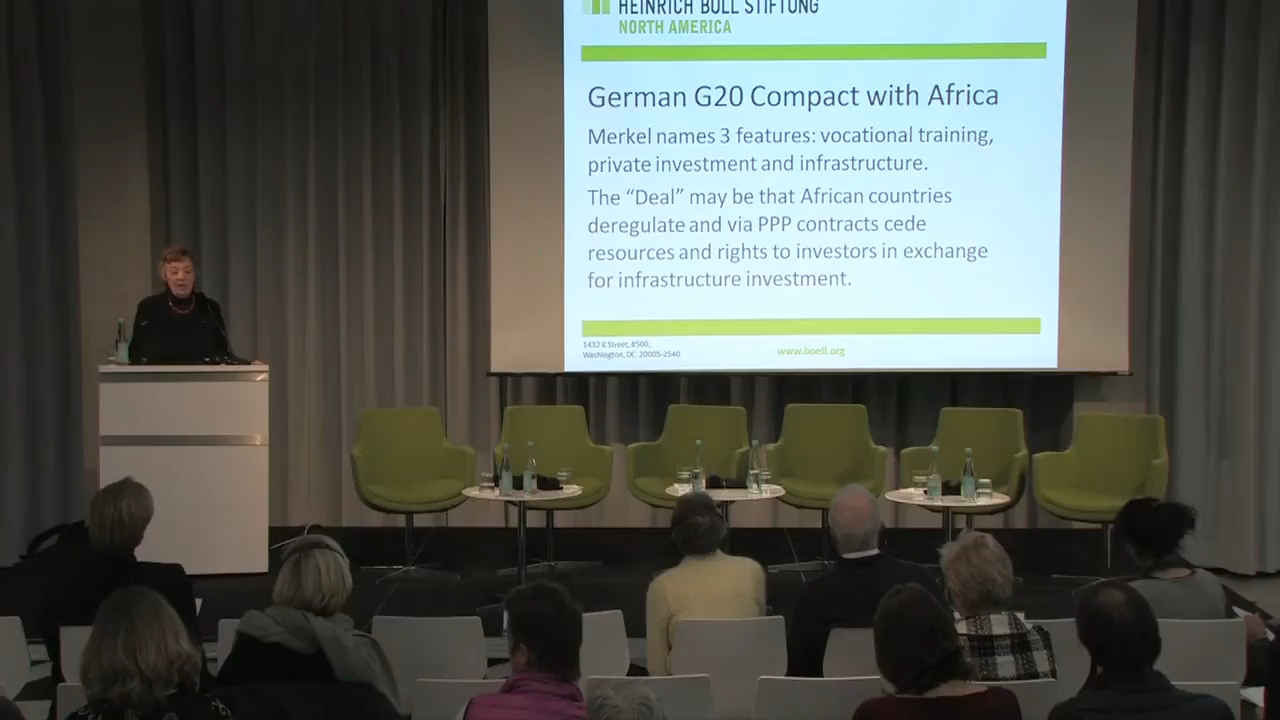 HEINRICH BÖLL STIFTUNG
NORTH AMERICA
German G20 Compact with Africa
Merkel names 3 features: vocational training,
private investment and infrastructure.
The “Deal” may be that African countries
deregulate and via PPP contracts cede
resources and rights to investors in exchange
for infrastructure investment.
1432 K Street, #500,
Washington, DC 20005-2540
www.boell.org